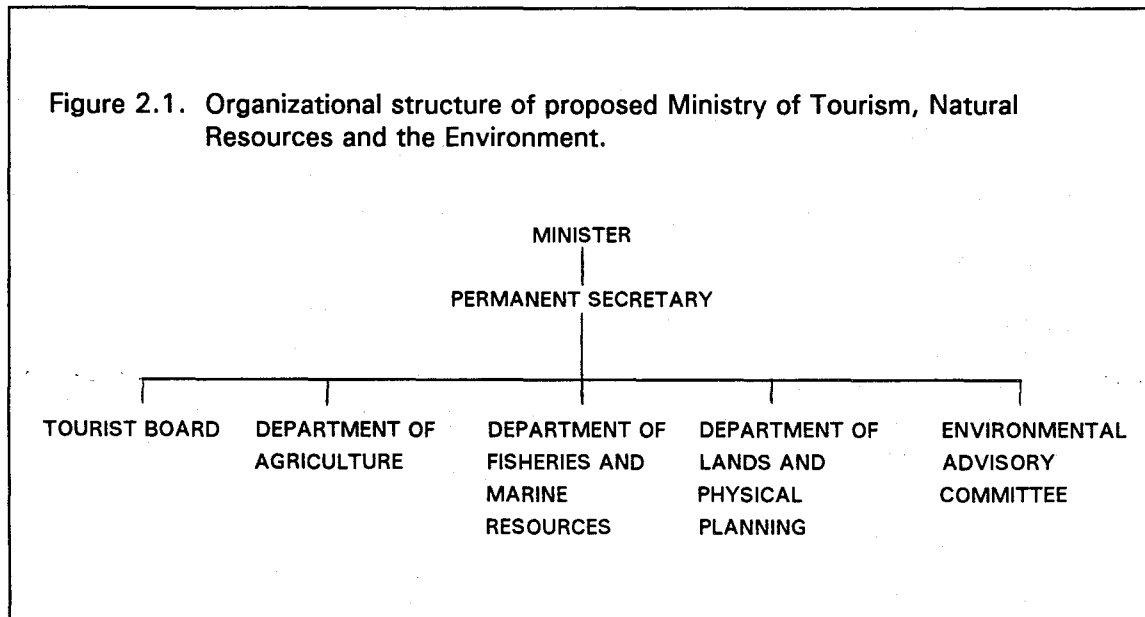 Figure 2.1. Organizational structure of proposed Ministry of Tourism, Natural
Resources and the Environment.
MINISTER
PERMANENT SECRETARY
TOURIST BOARD
DEPARTMENT OF
AGRICULTURE
DEPARTMENT OF
FISHERIES AND
MARINE
RESOURCES
DEPARTMENT OF
LANDS AND
PHYSICAL
PLANNING
ENVIRONMENTAL
ADVISORY
COMMITTEE